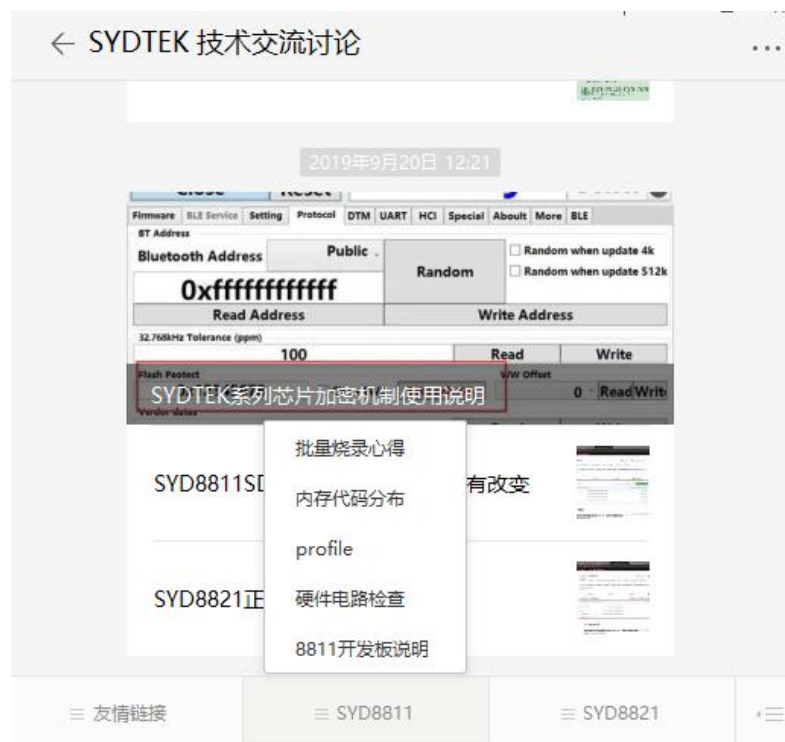 SYDTEK 技术交流讨论
2019年9月20日 12:21
Firmware BLE Service Setting Protocol DTM UART HCI Special Aboult More BLE
BT Address
Bluetooth Address Public
Random
Random when update 4k
Random when update 512k
0xffffffffffff
Read Address Write Address
32.768kHz Tolerance (ppm)
100 Read Write
Flash Peotect VW Offset
0 Read Write
SYDTEK系列芯片加密机制使用说明
批量烧录心得
SYD8811SD 有改变
内存代码分布
profile
SYD8821正 硬件电路检查
8811开发板说明
友情链接 SYD8811 SYD8821